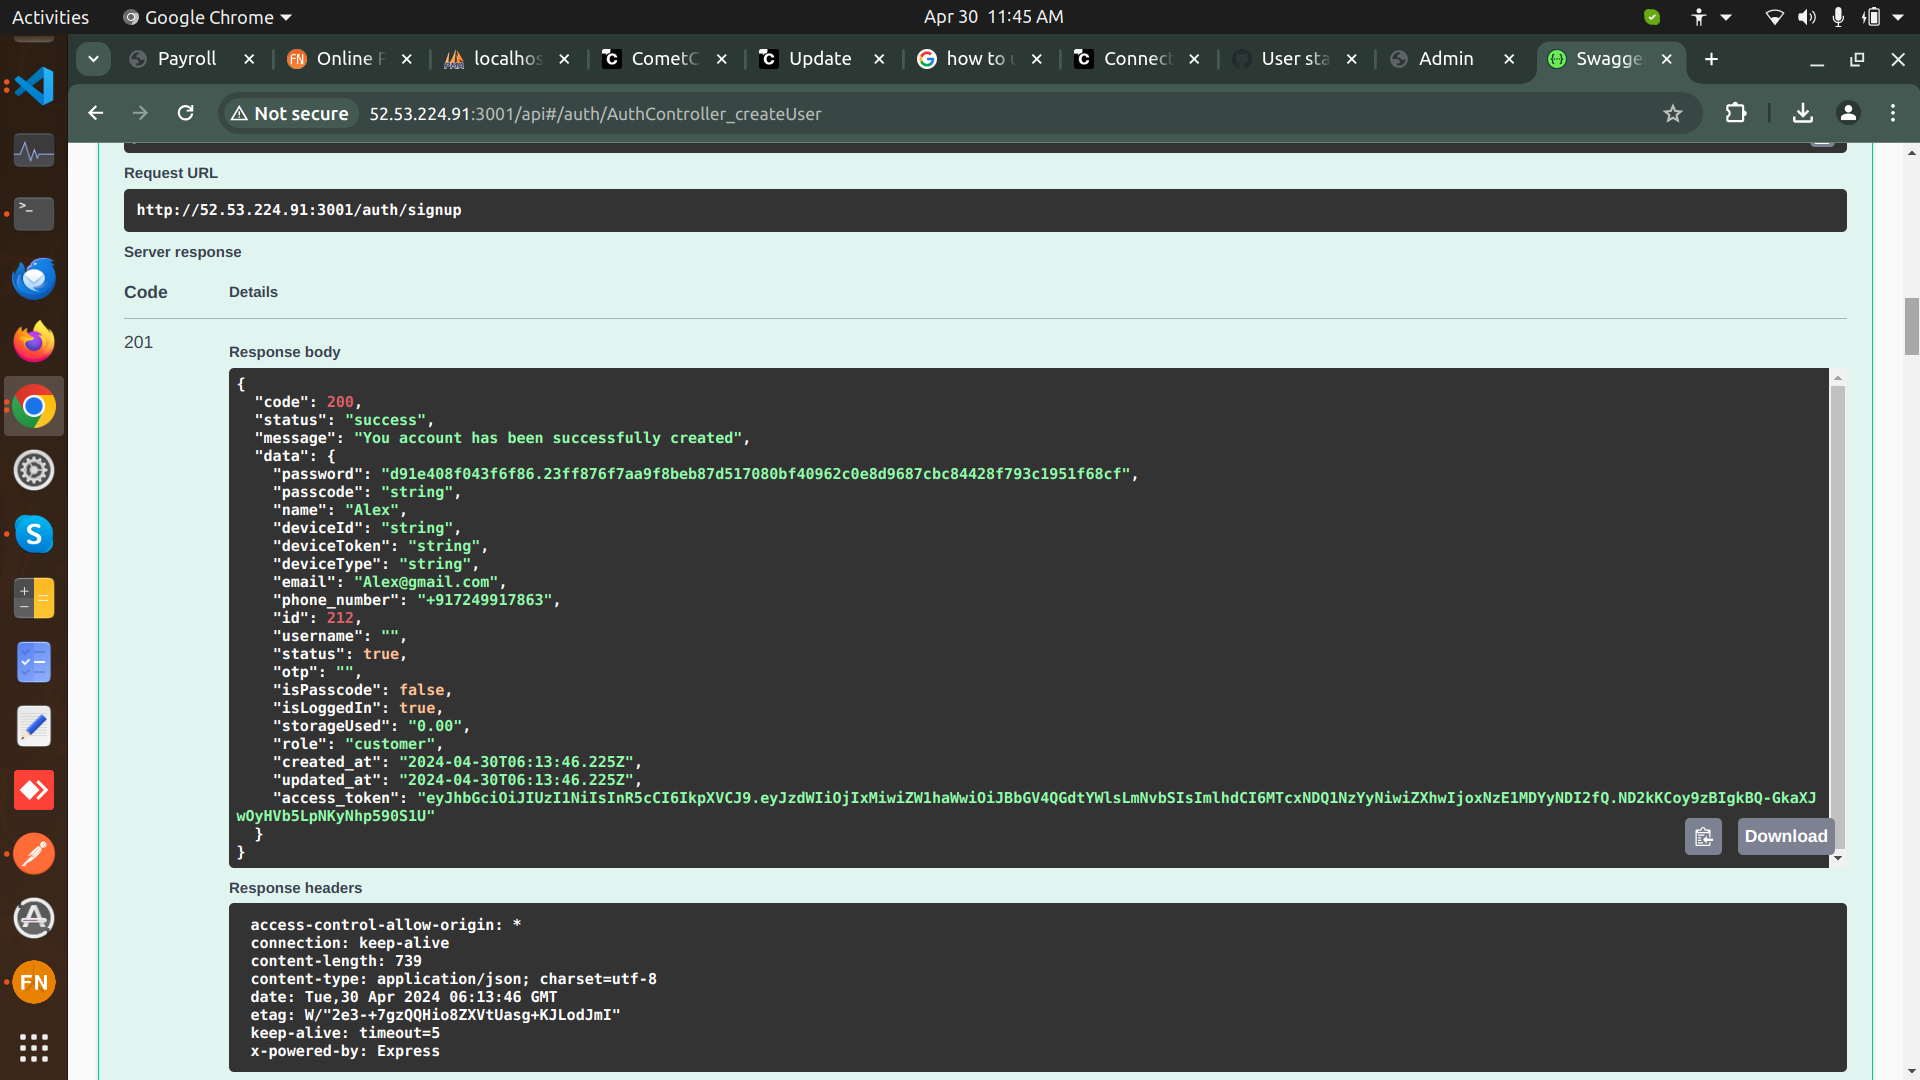 Activities
Google Chrome
Apr 30 11:45 AM
Payroll
Online F
localhos
CometC
Update
how to u
Connect
User sta
Admin
Swagge
Not secure
52.53.224.91:3001/api#/auth/AuthController_createUser
Request URL
http://52.53.224.91:3001/auth/signup
Server response
Code Details
201
Response body
{
"code": 200,
"status": "success",
"message": "You account has been successfully created",
"data": {
"password": "d91e408f043f6f86.23ff876f7aa9f8beb87d517080bf40962c0e8d9687cbc84428f793c1951f68cf",
"passcode": "string",
"name": "Alex",
"deviceId": "string",
"deviceToken": "string",
"deviceType": "string",
"email": "Alex@gmail.com",
"phone_number": "+917249917863",
"id": 212,
"username": "",
"status": true,
"otp": "",
"isPasscode": false,
"isLoggedIn": true,
"storageUsed": "0.00",
"role": "customer",
"created_at": "2024-04-30T06:13:46.225Z",
"updated_at": "2024-04-30T06:13:46.225Z",
"access_token": "eyJhbGciOiJIUzI1NiIsInR5cCI6IkpXVCJ9.eyJzdWIiOjIxMiwiZW1haWwiOiJBbGV4QGdtYWlsLmNvbSIsImlhdCI6MTcxNDQ1NzYyNiwiZXhwIjoxNzE1MDYyNDI2fQ.ND2kKCoy9zBIgkBQ-GkaXJ
wOyHVb5LpNKyNhp590S1U"
}
}
Download
Response headers
access-control-allow-origin: *
connection: keep-alive
content-length: 739
content-type: application/json; charset=utf-8
date: Tue,30 Apr 2024 06:13:46 GMT
etag: W/"2e3-+7gzQQHio8ZXVtUasg+KJLodJmI"
keep-alive: timeout=5
x-powered-by: Express